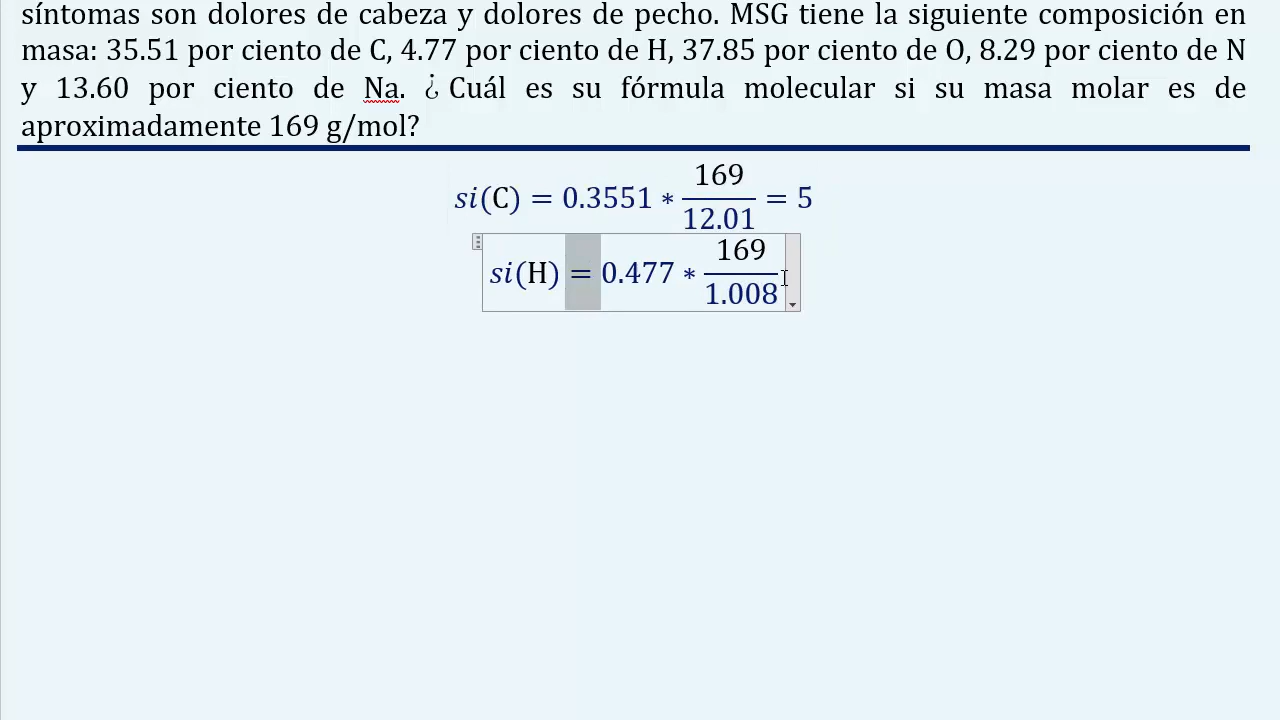 síntomas son dolores de cabeza y dolores de pecho. MSG tiene la siguiente composición en
masa: 35.51 por ciento de C, 4.77 por ciento de H, 37.85 por ciento de O, 8.29 por ciento de N
y 13.60 por ciento de Na. ¿ Cuál es su fórmula molecular si su masa molar es de
aproximadamente 169 g/mol?
si(C) = 0.3551 * 169/12.01 = 5
si(H) = 0.477 * 169/1.008